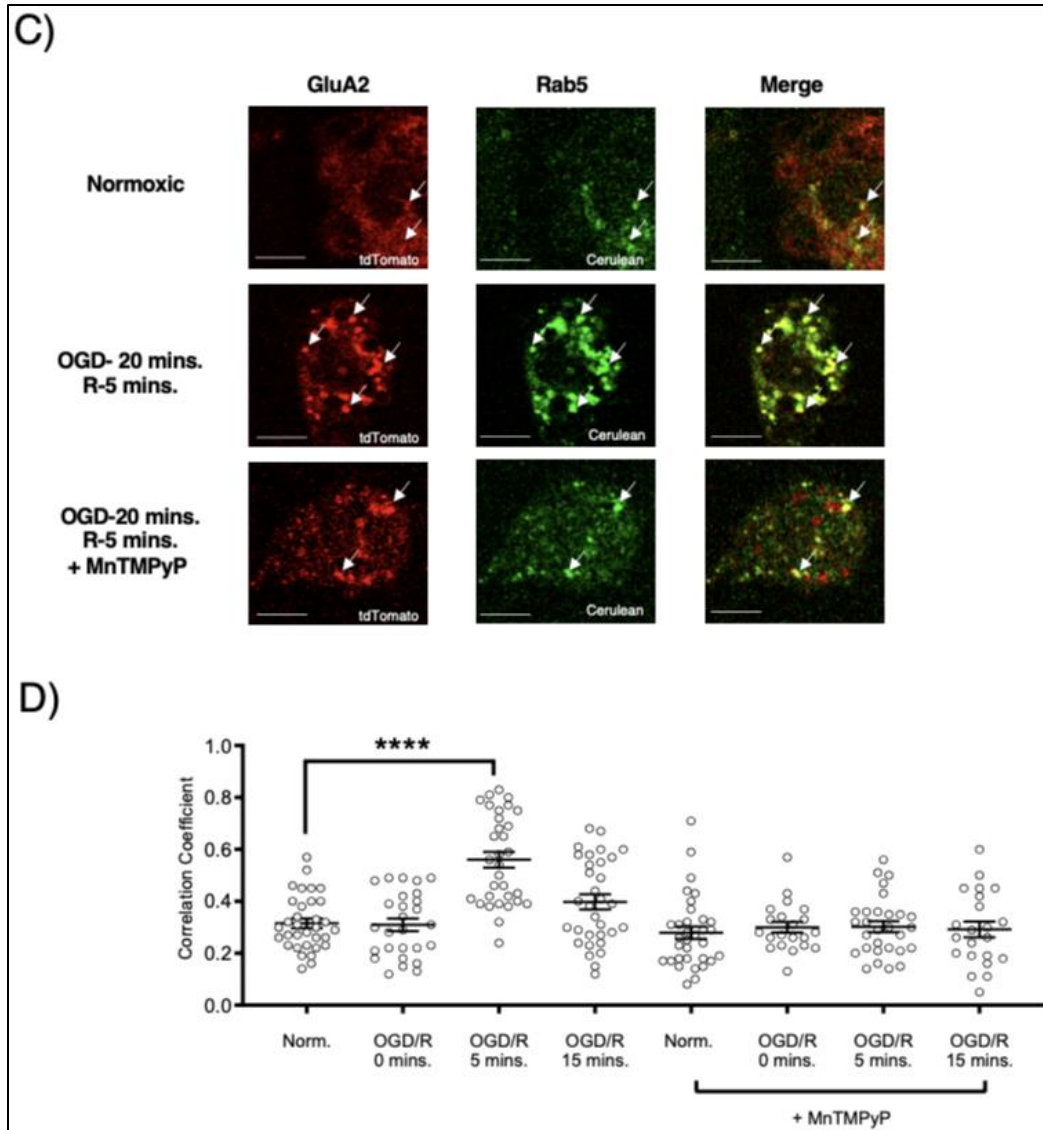 C)
GluA2 Rab5 Merge
Normoxic
tdTomato Cerulean
OGD- 20 mins.
R-5 mins.
tdTomato Cerulean
OGD-20 mins.
R-5 mins.
+ MnTMPyP
tdTomato Cerulean
D)
****
Correlation Coefficient
1.0
0.8
0.6
0.4
0.2
0.0
Norm. OGD/R OGD/R OGD/R Norm. OGD/R OGD/R OGD/R
0 mins. 5 mins. 15 mins. 0 mins. 5 mins. 15 mins.
+ MnTMPyP